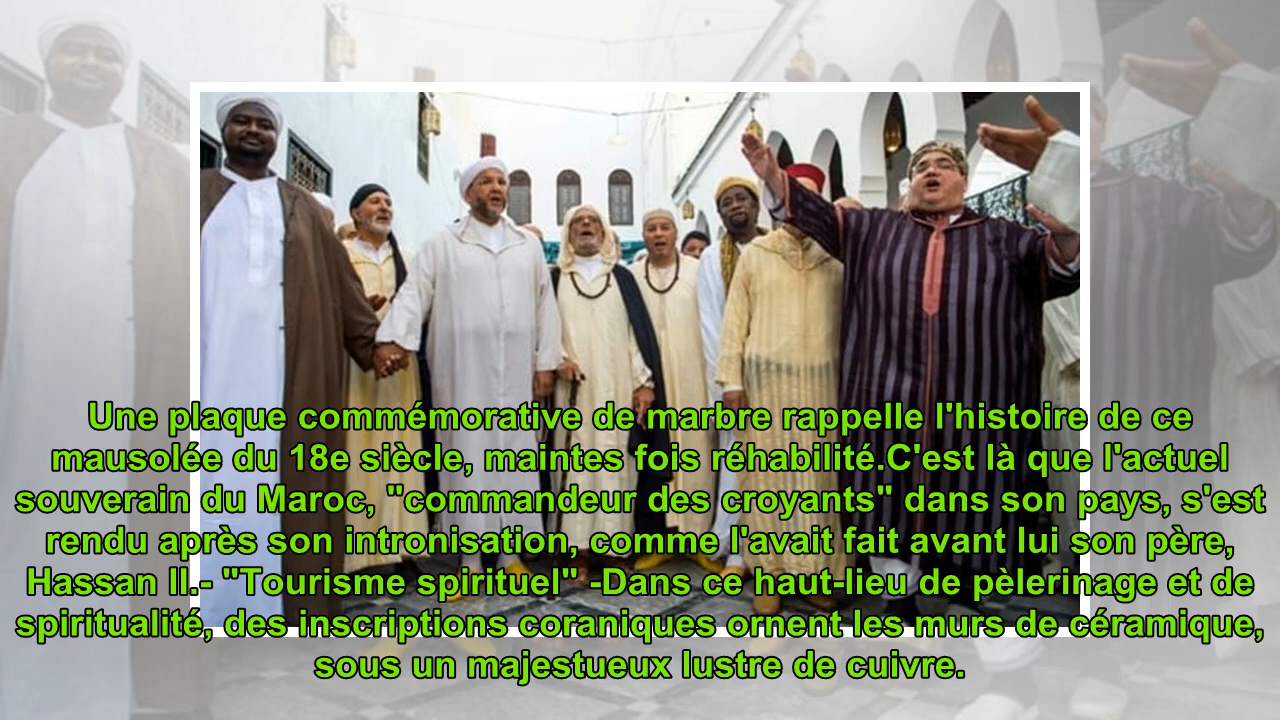 Une plaque commémorative de marbre rappelle l'histoire de ce
mausolée du 18e siècle, maintes fois réhabilité.C'est là que l'actuel
souverain du Maroc, "commandeur des croyants" dans son pays, s'est
rendu après son intronisation, comme l'avait fait avant lui son père,
Hassan II.- "Tourisme spirituel" -Dans ce haut-lieu de pèlerinage et de
spiritualité, des inscriptions coraniques ornent les murs de céramique,
sous un majestueux lustre de cuivre.